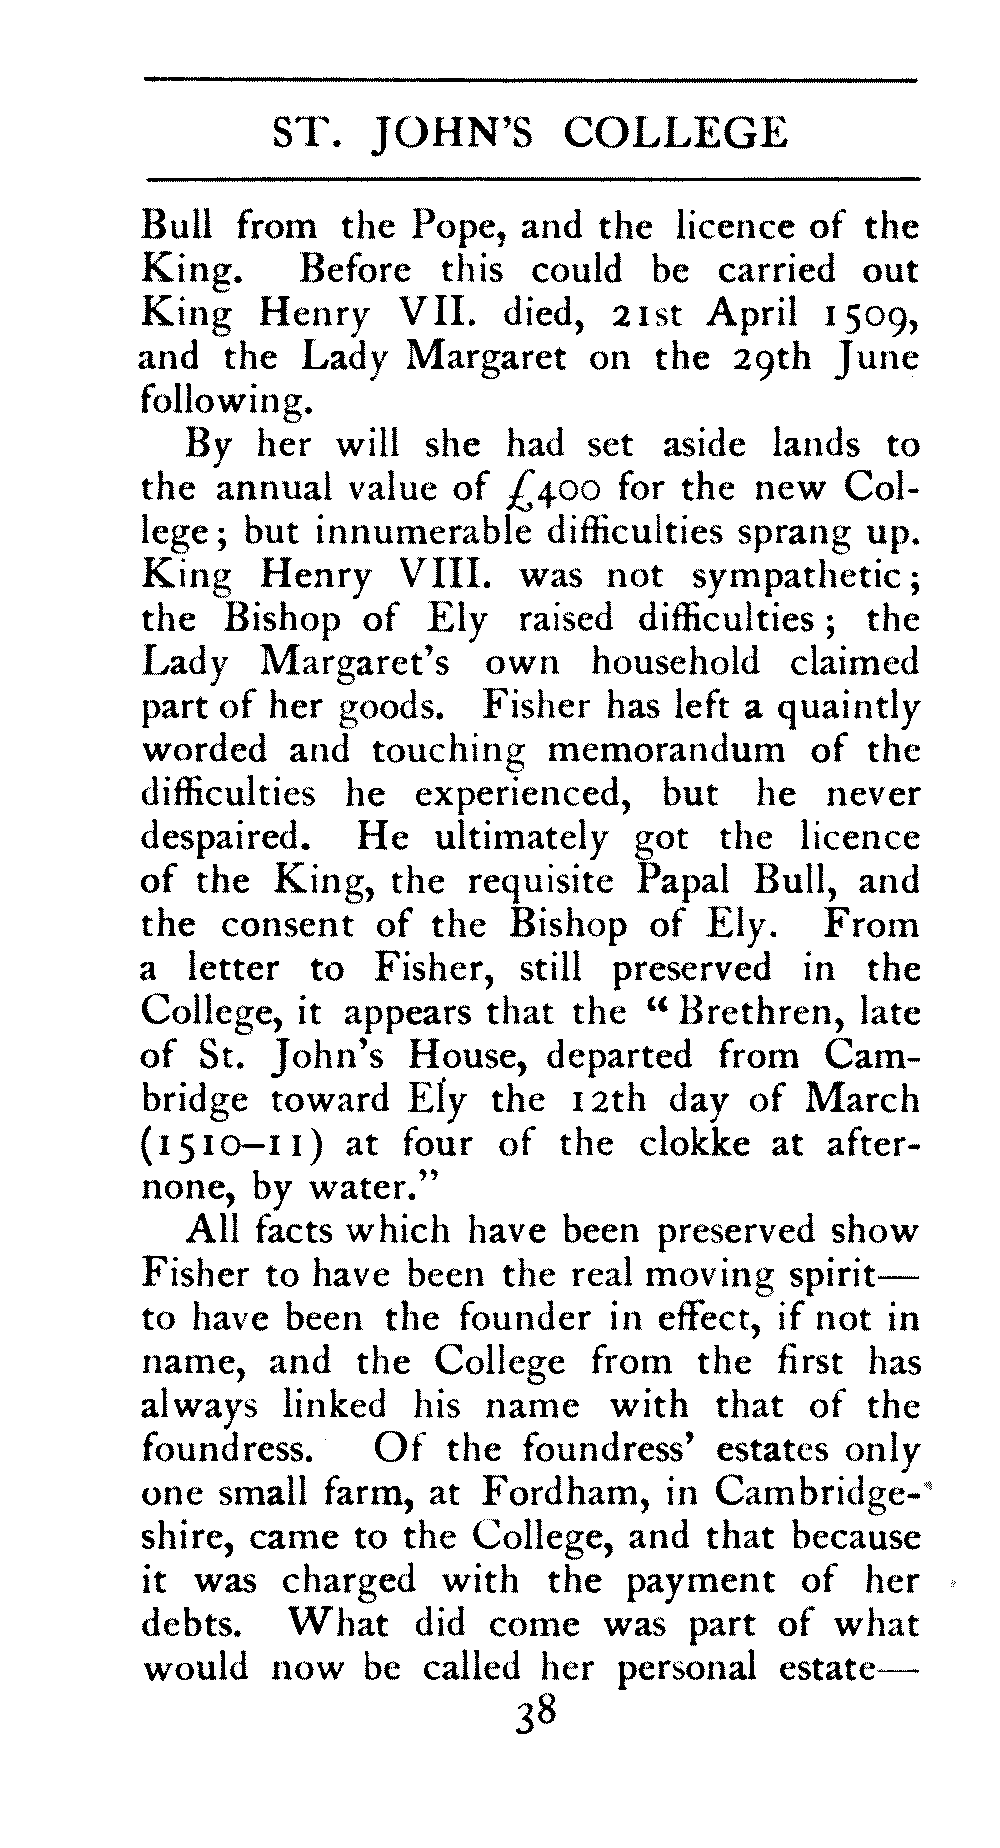 ST. JOHN'S COLLEGE
Bull from the Pope, and the licence of the
King. Before this could be carried out
King Henry VII. died, 21st April 1509,
and the Lady Margaret on the 29th June
following.
By her will she had set aside lands to
the annual value of £400 for the new Col-
lege; but innumerable difficulties sprang up.
King Henry VIII. was not sympathetic;
the Bishop of Ely raised difficulties; the
Lady Margaret's own household claimed
part of her goods. Fisher has left a quaintly
worded and touching memorandum of the
difficulties he experienced, but he never
despaired. He ultimately got the licence
of the King, the requisite Papal Bull, and
the consent of the Bishop of Ely. From
a letter to Fisher, still preserved in the
College, it appears that the “Brethren, late
of St. John's House, departed from Cam-
bridge toward Ely the 12th day of March
(1510–11) at four of the clokke at after-
none, by water.”
All facts which have been preserved show
Fisher to have been the real moving spirit—
to have been the founder in effect, if not in
name, and the College from the first has
always linked his name with that of the
foundress. Of the foundress' estates only
one small farm, at Fordham, in Cambridge-
shire, came to the College, and that because
it was charged with the payment of her
debts. What did come was part of what
would now be called her personal estate—
38